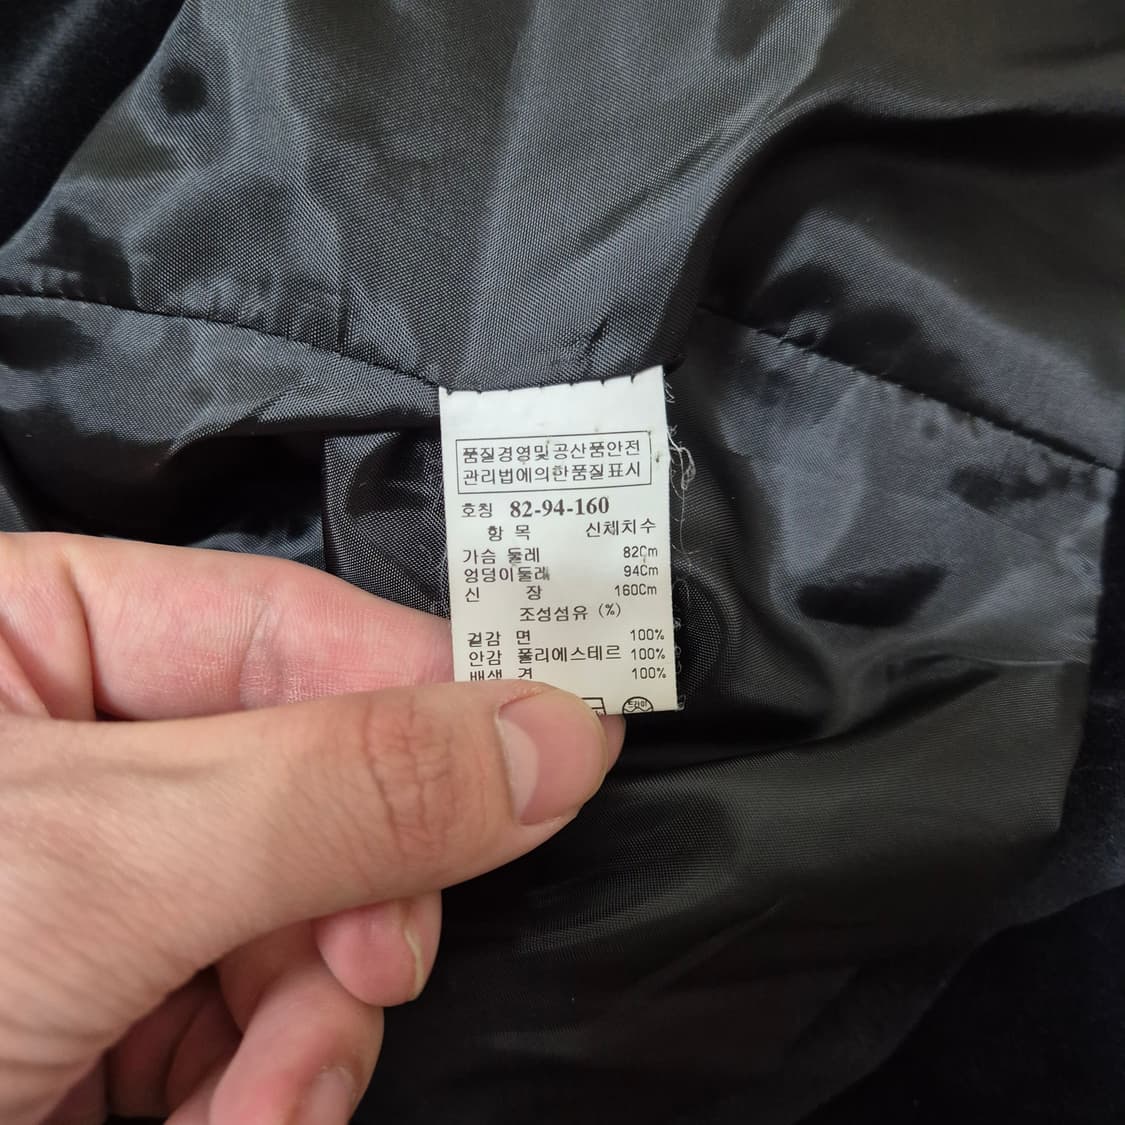 품질경영및공산품안전
관리법에의한품질표시
호칭 82-94-160
항 목 신체치수
가슴 둘레 82Cm
엉덩이둘레 94Cm
신 장 160Cm
조성섬유 (%)
겉감 면 100%
안감 폴리에스테르 100%
배색 견 100%
드라이